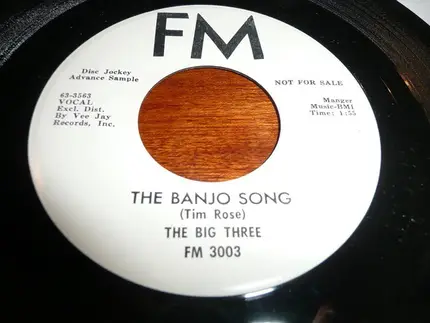 FM
Disc Jockey
Advance Sample
63-3563
VOCAL
Excl. Dist.
By Vee Jay
Records, Inc.
NOT FOR SALE
Manger
Music-BMI
Time: 1:55
THE BANJO SONG
(Tim Rose)
THE BIG THREE
FM 3003